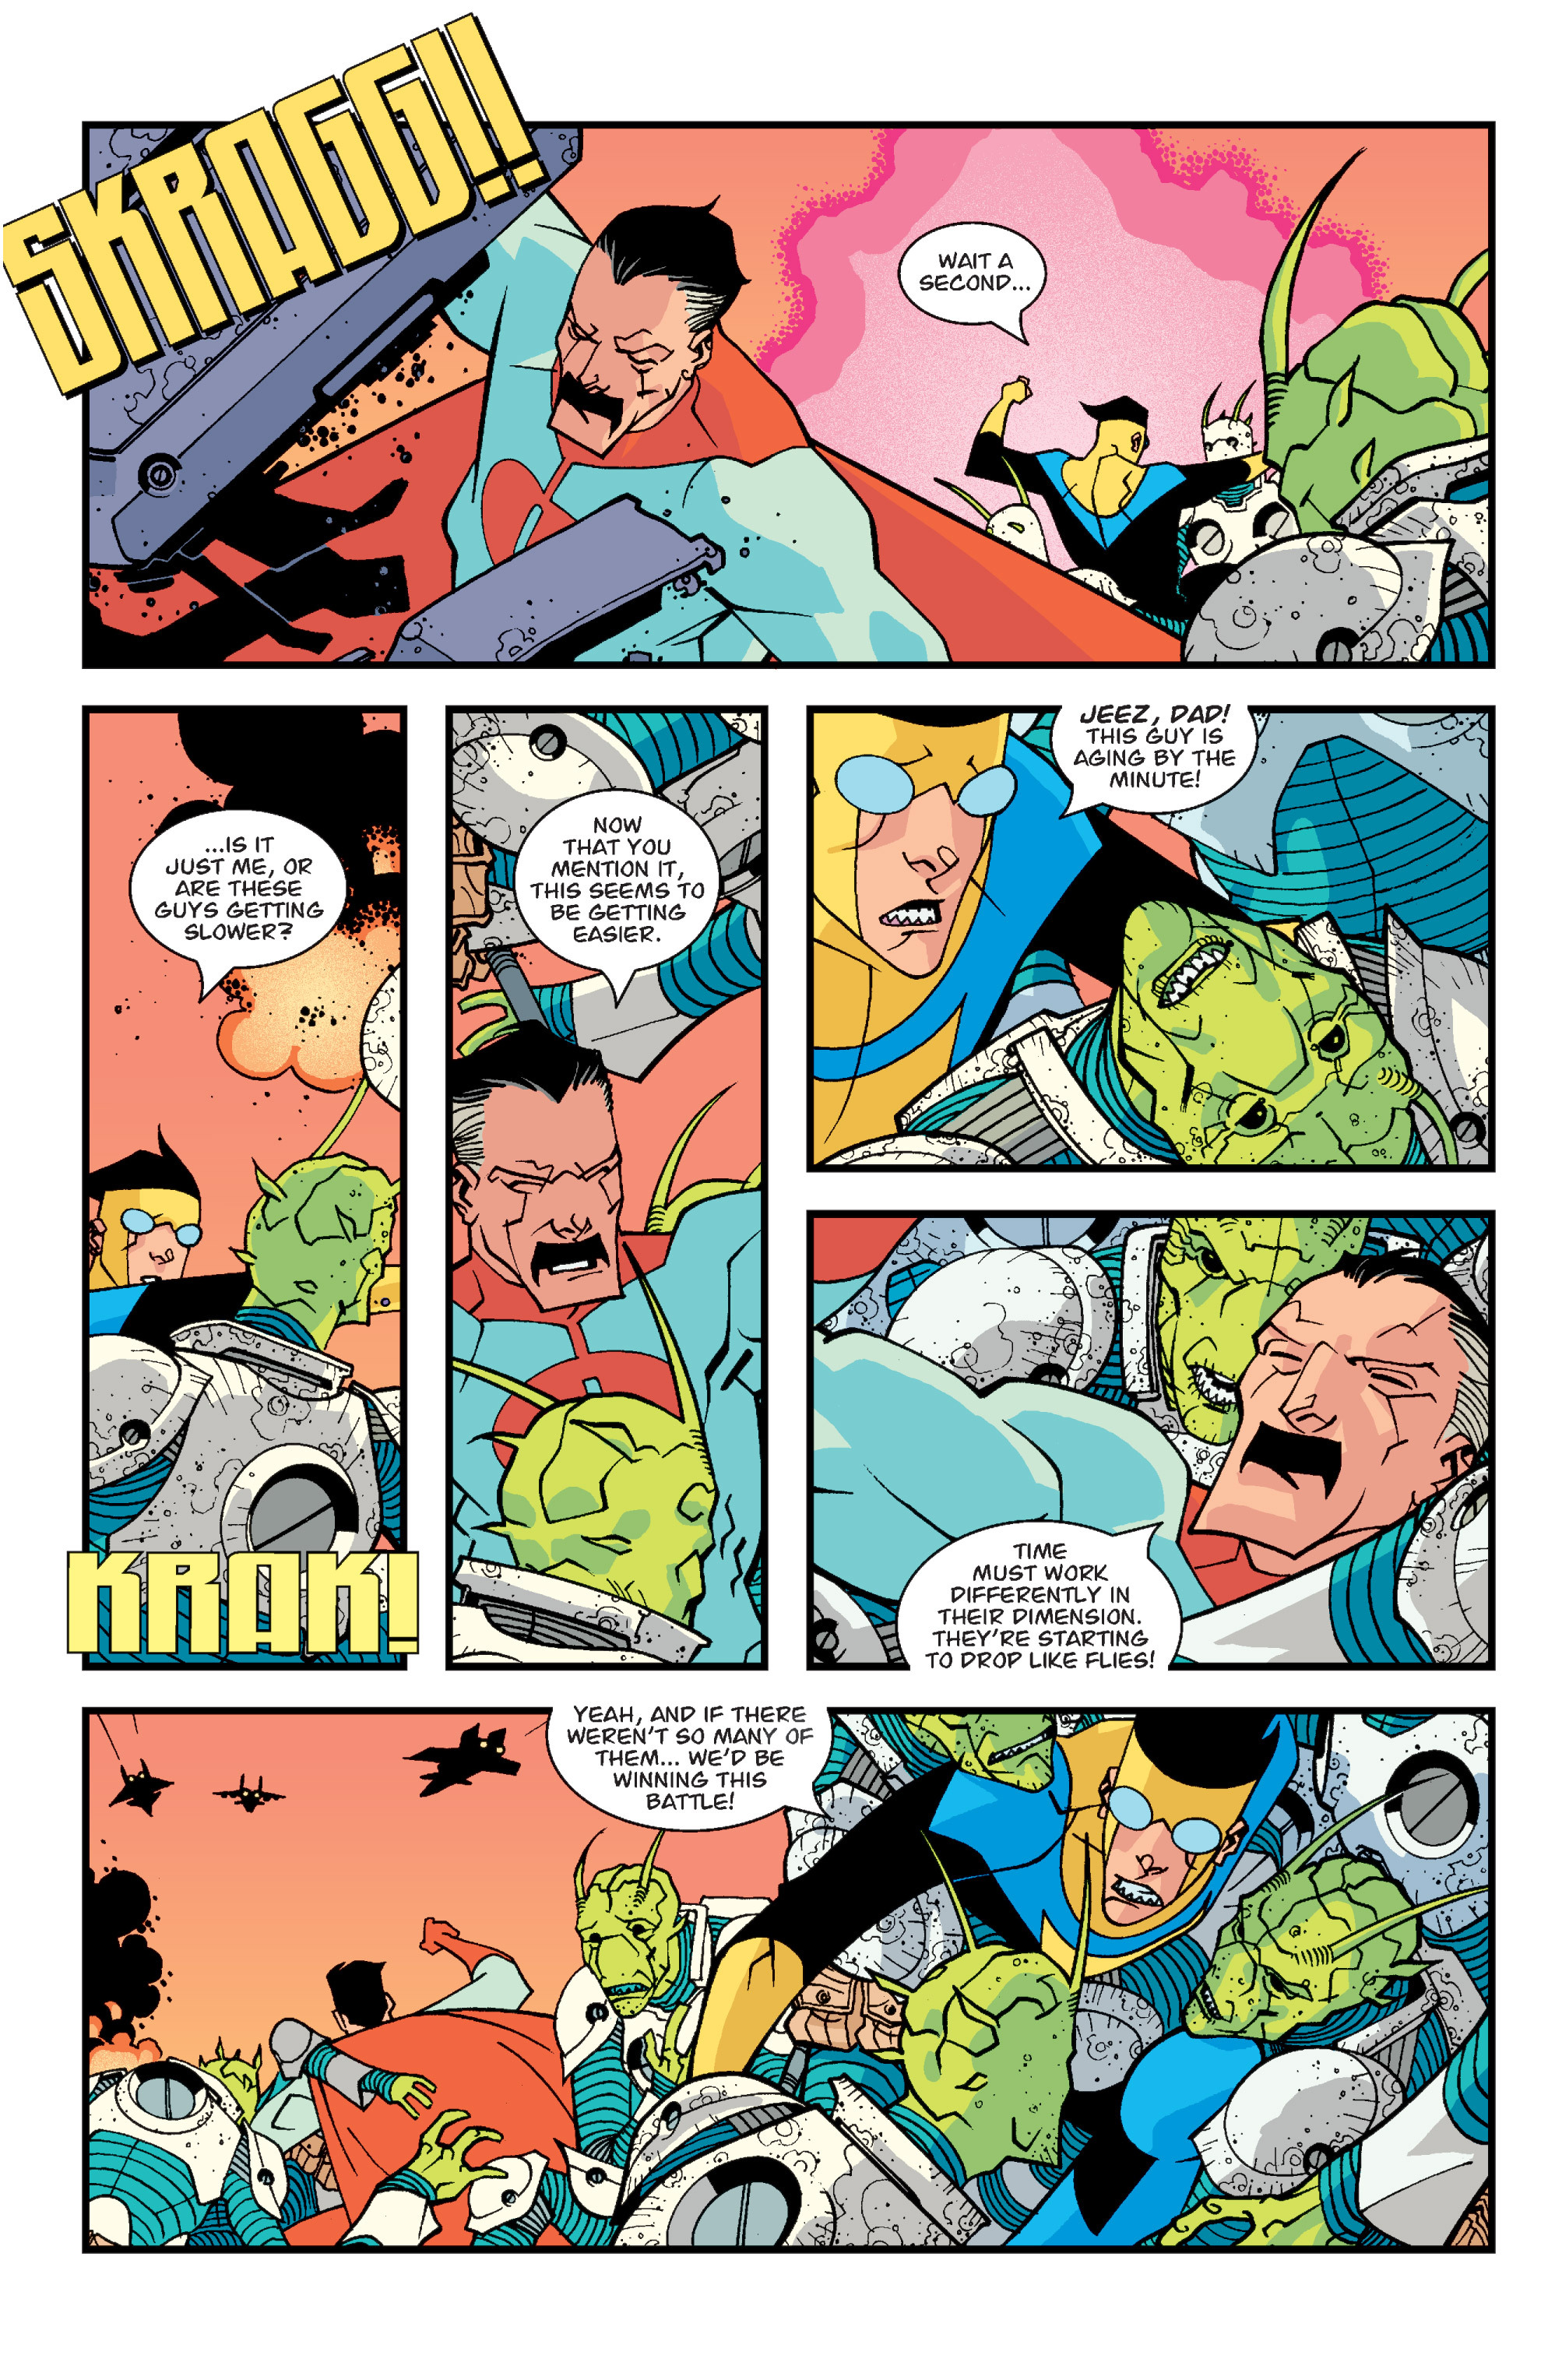 SKRAGG!!
WAIT A
SECOND...
...IS IT
JUST ME, OR
ARE THESE
GUYS GETTING
SLOWER?
KRAK!
NOW
THAT YOU
MENTION IT,
THIS SEEMS TO
BE GETTING
EASIER.
JEEZ, DAD!
THIS GUY IS
AGING BY THE
MINUTE!
TIME
MUST WORK
DIFFERENTLY IN
THEIR DIMENSION.
THEY'RE STARTING
TO DROP LIKE FLIES!
YEAH, AND IF THERE
WEREN'T SO MANY OF
THEM... WE'D BE
WINNING THIS
BATTLE!